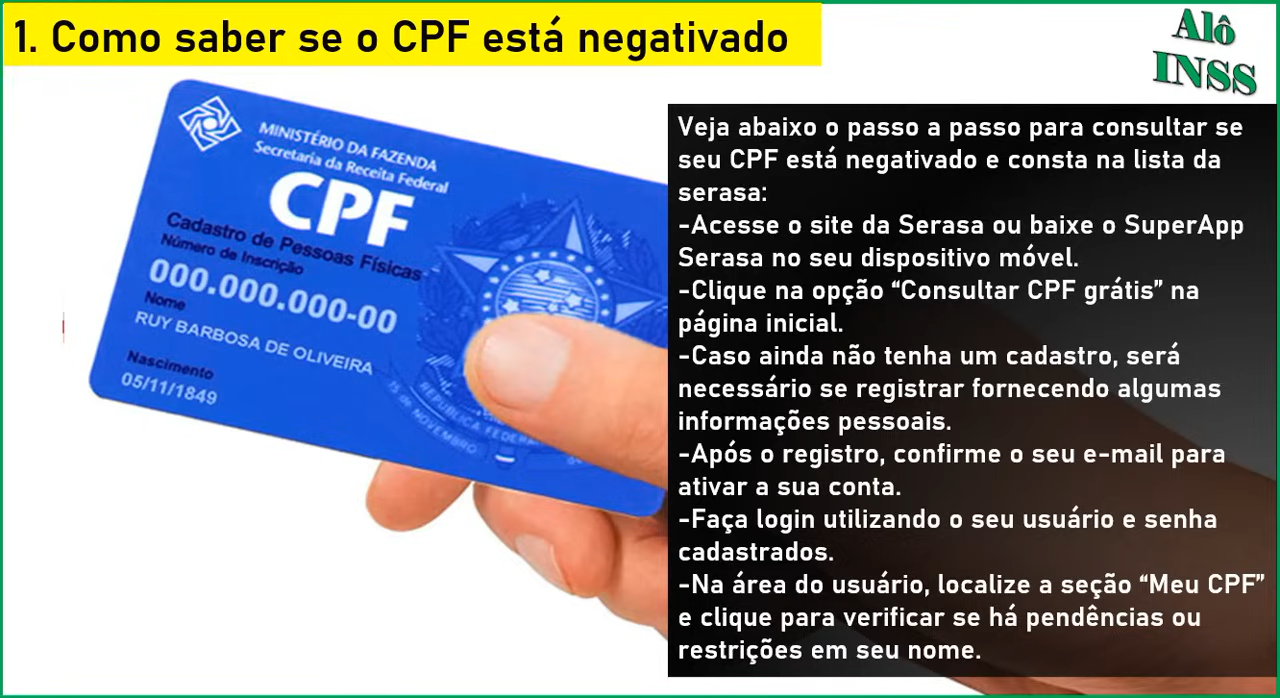 1. Como saber se o CPF está negativado
Alô
INSS
MINISTÉRIO DA FAZENDA
Secretaria da Receita Federal
CPF
Cadastro de Pessoas Físicas
Número de Inscrição
000.000.000-00
Nome
RUY BARBOSA DE OLIVEIRA
Nascimento
05/11/1849
REPÚBLICA FEDERA
15 de NOVEMBRO
Veja abaixo o passo a passo para consultar se
seu CPF está negativado e consta na lista da
serasa:
-Acesse o site da Serasa ou baixe o SuperApp
Serasa no seu dispositivo móvel.
-Clique na opção “Consultar CPF grátis” na
página inicial.
-Caso ainda não tenha um cadastro, será
necessário se registrar fornecendo algumas
informações pessoais.
-Após o registro, confirme o seu e-mail para
ativar a sua conta.
-Faça login utilizando o seu usuário e senha
cadastrados.
-Na área do usuário, localize a seção “Meu CPF”
e clique para verificar se há pendências ou
restrições em seu nome.